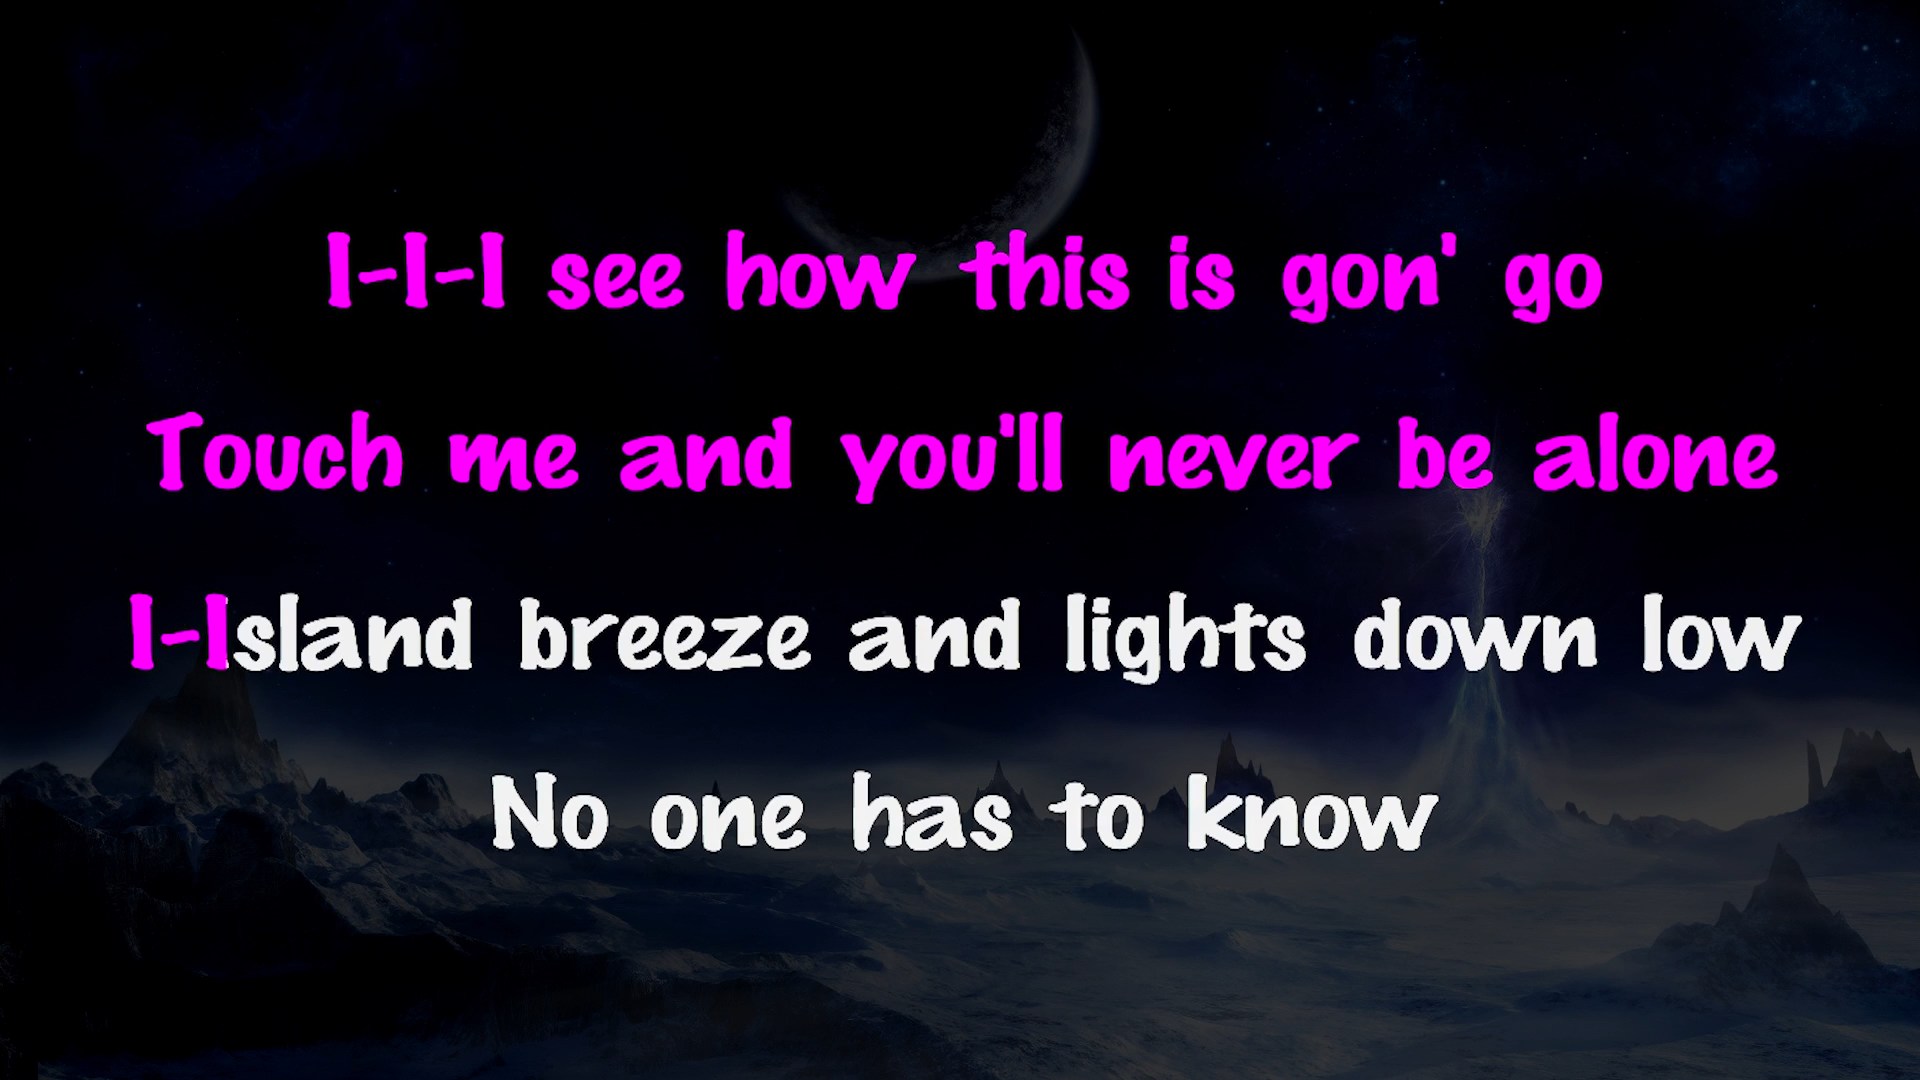 I-I-I see how this is gon' go
Touch me and you'll never be alone
I-Island breeze and lights down low
No one has to know